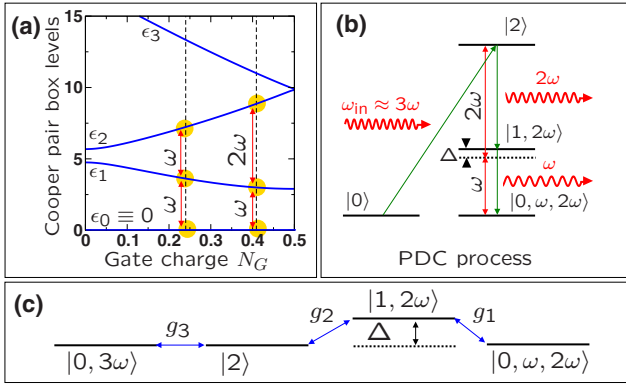 (a)
Cooper pair box levels
15
10
5
0
ϵ₃
ϵ₂
ϵ₁
ϵ₀ ≡ 0
ω
ω
2ω
ω
0
0.1
0.2
0.3
0.4
0.5
Gate charge N_G
(b)
|2⟩
ω_in ≈ 3ω
2ω
2ω
|1, 2ω⟩
Δ
ω
ω
|0⟩
|0, ω, 2ω⟩
PDC process
(c)
|1, 2ω⟩
g₃
g₂
Δ
g₁
|0, 3ω⟩
|2⟩
|0, ω, 2ω⟩